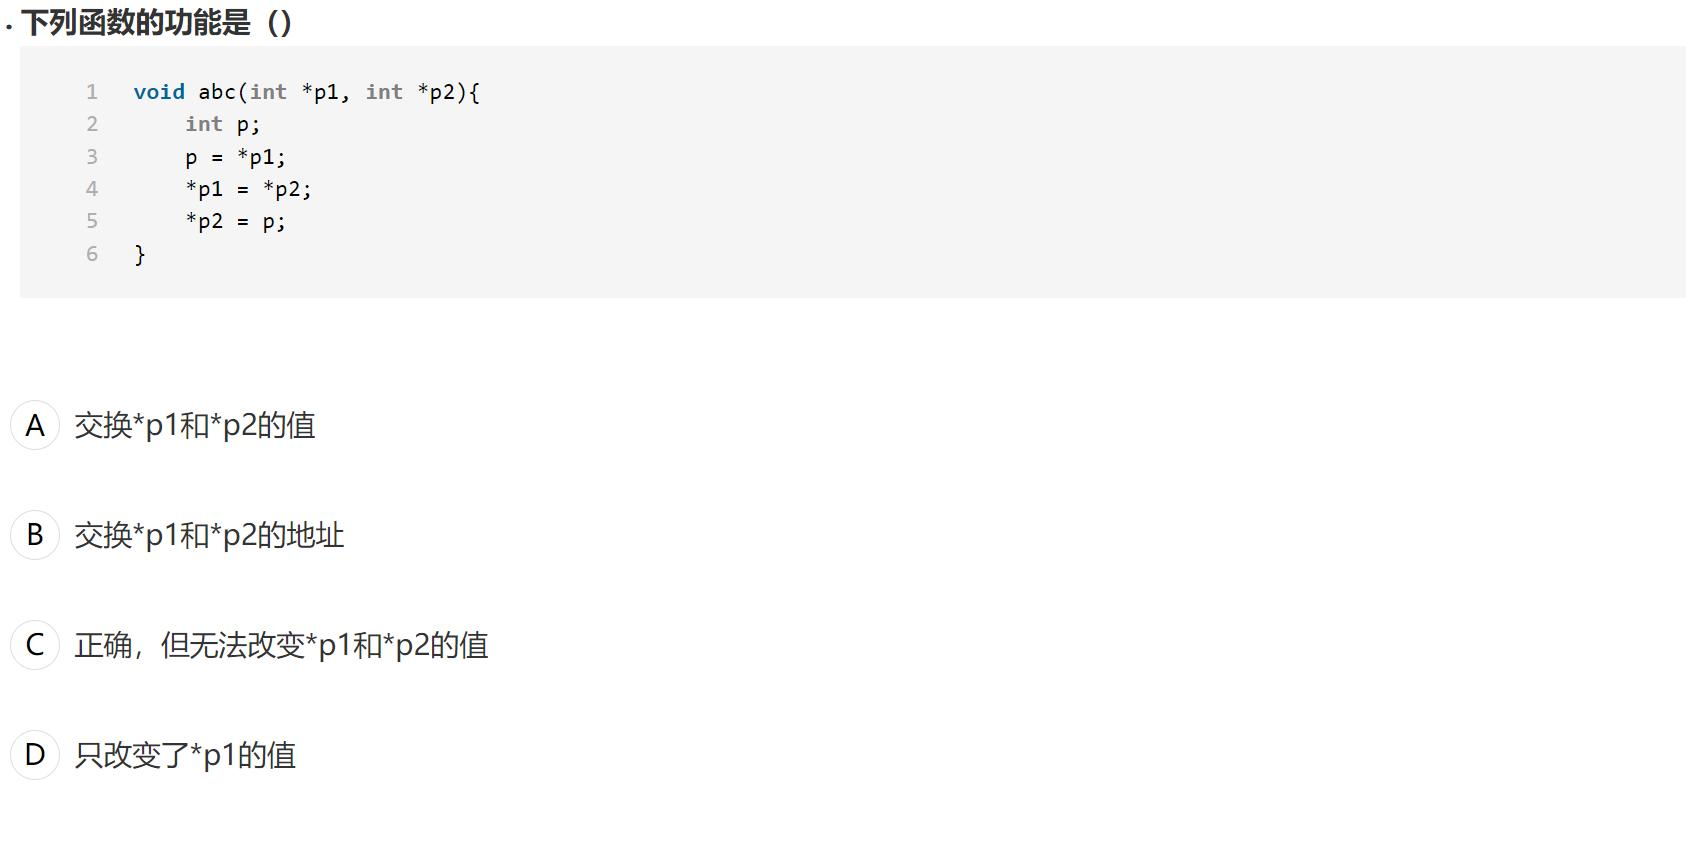 . 下列函数的功能是（）
1 void abc(int *p1, int *p2){
2     int p;
3     p = *p1;
4     *p1 = *p2;
5     *p2 = p;
6 }
A 交换*p1和*p2的值
B 交换*p1和*p2的地址
C 正确，但无法改变*p1和*p2的值
D 只改变了*p1的值